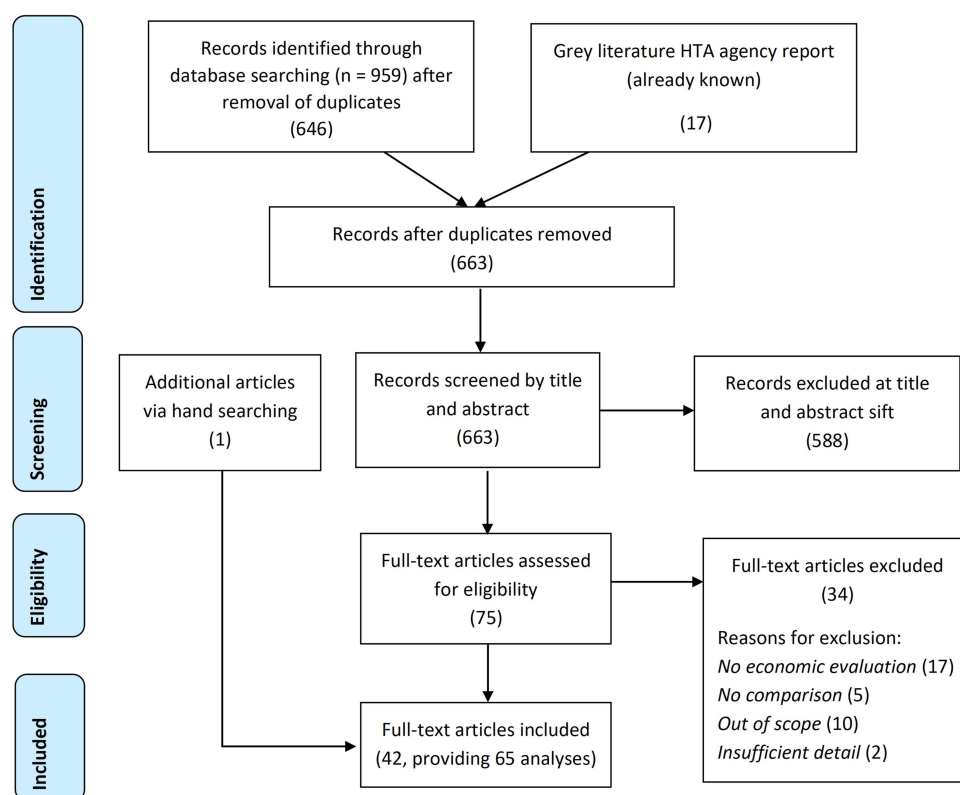 Identification
Records identified through
database searching (n = 959) after
removal of duplicates
(646)
Grey literature HTA agency report
(already known)
(17)
Records after duplicates removed
(663)
Screening
Additional articles
via hand searching
(1)
Records screened by title
and abstract
(663)
Records excluded at title
and abstract sift
(588)
Eligibility
Full-text articles assessed
for eligibility
(75)
Full-text articles excluded
(34)
Reasons for exclusion:
No economic evaluation (17)
No comparison (5)
Out of scope (10)
Insufficient detail (2)
Included
Full-text articles included
(42, providing 65 analyses)